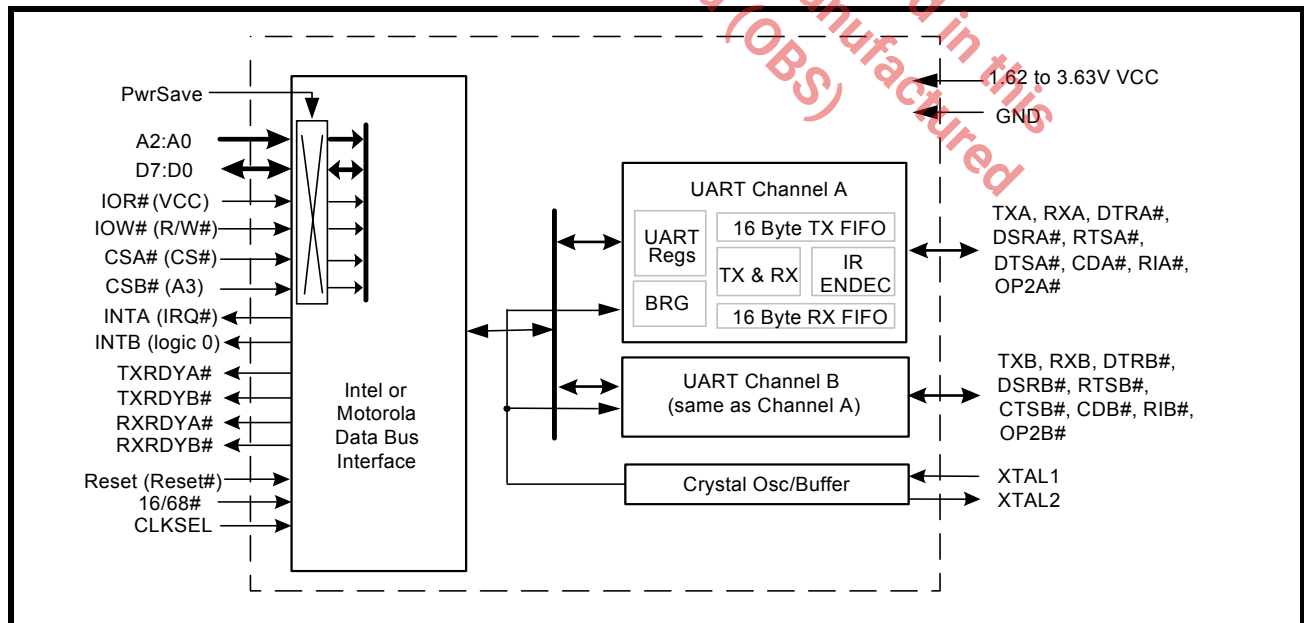 d in this
anufactured
d (OBS)
PwrSave
A2:A0
D7:D0
IOR# (VCC)
IOW# (R/W#)
CSA# (CS#)
CSB# (A3)
INTA (IRQ#)
INTB (logic 0)
TXRDYA#
TXRDYB#
RXRDYA#
RXRDYB#
Reset (Reset#)
16/68#
CLKSEL
Intel or
Motorola
Data Bus
Interface
UART Channel A
UART
Regs
BRG
16 Byte TX FIFO
TX & RX
IR
ENDEC
16 Byte RX FIFO
UART Channel B
(same as Channel A)
Crystal Osc/Buffer
1.62 to 3.63V VCC
GND
TXA, RXA, DTRA#,
DSRA#, RTSA#,
DTSA#, CDA#, RIA#,
OP2A#
TXB, RXB, DTRB#,
DSRB#, RTSB#,
CTSB#, CDB#, RIB#,
OP2B#
XTAL1
XTAL2